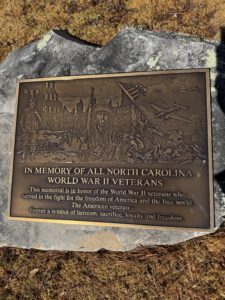 IN MEMORY OF ALL NORTH CAROLINA
WORLD WAR II VETERANS
This memorial is in honor of the World War II veterans who
served in the fight for the freedom of America and the free world.
The American veteran...
forever a symbol of heroism, sacrifice, loyalty and freedom.